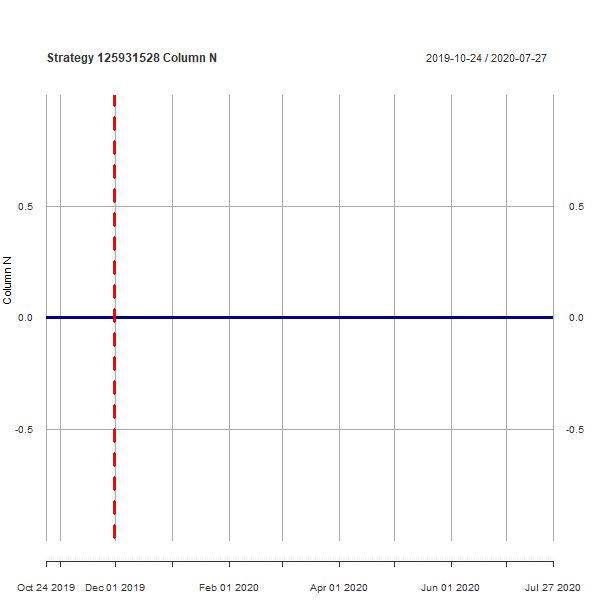 Strategy 125931528 Column N
2019-10-24 / 2020-07-27
0.5
0.5
Column N
0.0
0.0
-0.5
-0.5
Oct 24 2019
Dec 01 2019
Feb 01 2020
Apr 01 2020
Jun 01 2020
Jul 27 2020